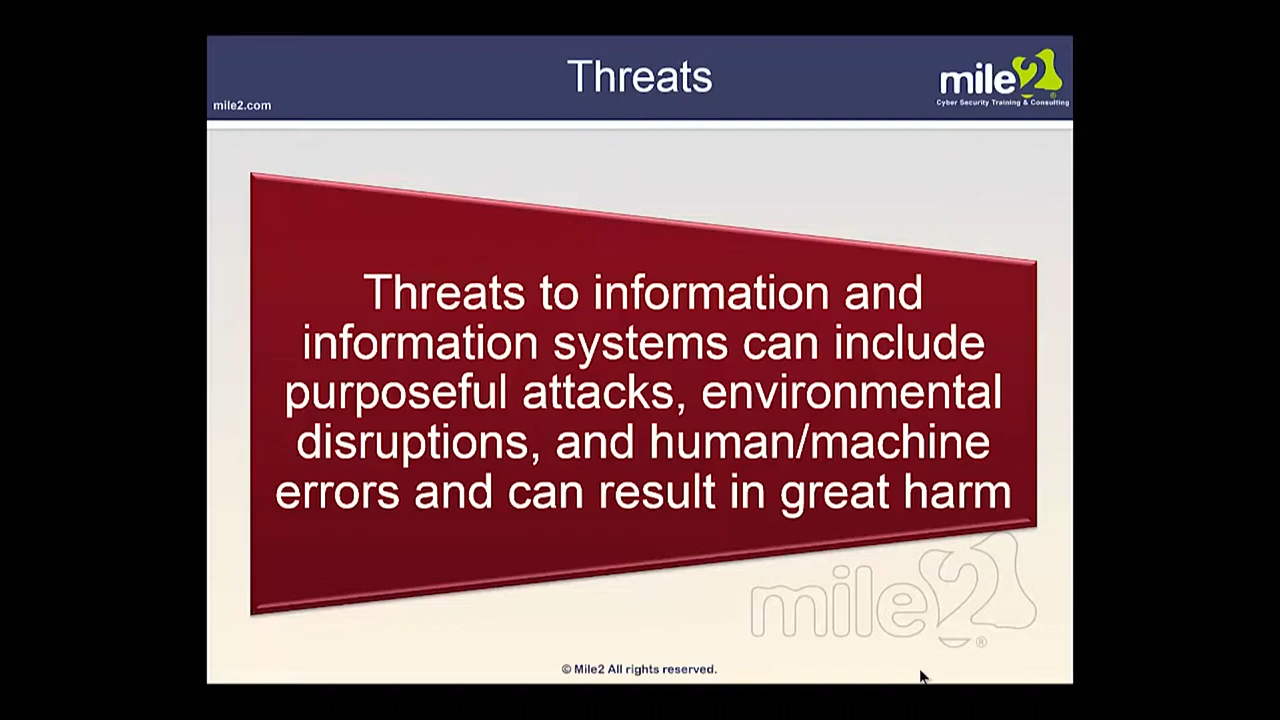 Threats
mile2
Cyber Security Training & Consulting
mile2.com
Threats to information and
information systems can include
purposeful attacks, environmental
disruptions, and human/machine
errors and can result in great harm
mile2®
© Mile2 All rights reserved.